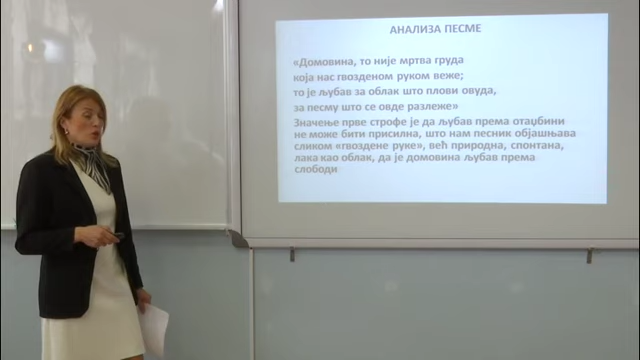 АНАЛИЗА ПЕСМЕ
«Домовина, то није мртва груда
која нас гвозденом руком веже;
то је љубав за облак што плови овуда,
за песму што се овде разлеже»
Значење прве строфе је да љубав према отаџбини
не може бити присилна, што нам песник објашњава
сликом «гвоздене руке», већ природна, спонтана,
лака као облак, да је домовина љубав према
слободи